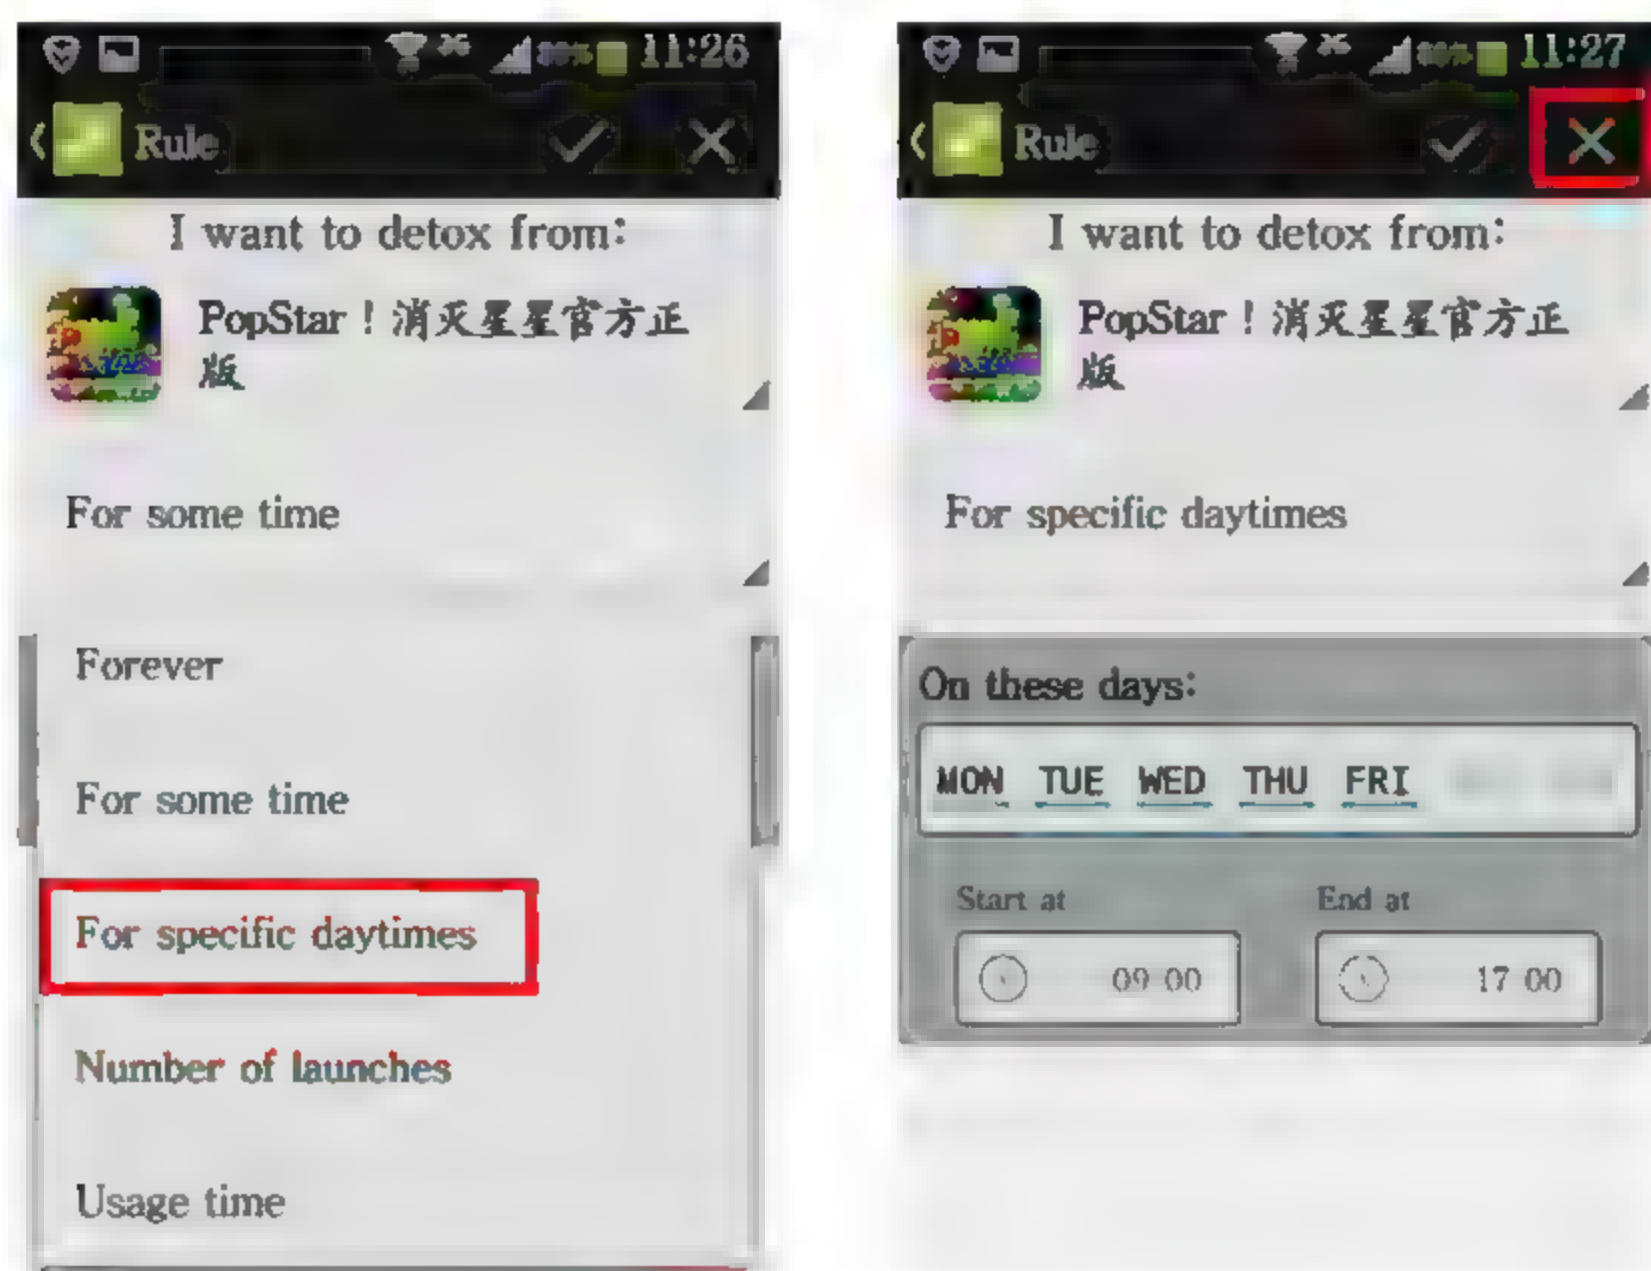 11:26
Rule
I want to detox from:
PopStar！消灭星星官方正
版
For some time
Forever
For some time
For specific daytimes
Number of launches
Usage time
11:27
Rule
I want to detox from:
PopStar！消灭星星官方正
版
For specific daytimes
On these days:
MON TUE WED THU FRI
Start at End at
09 00 17 00